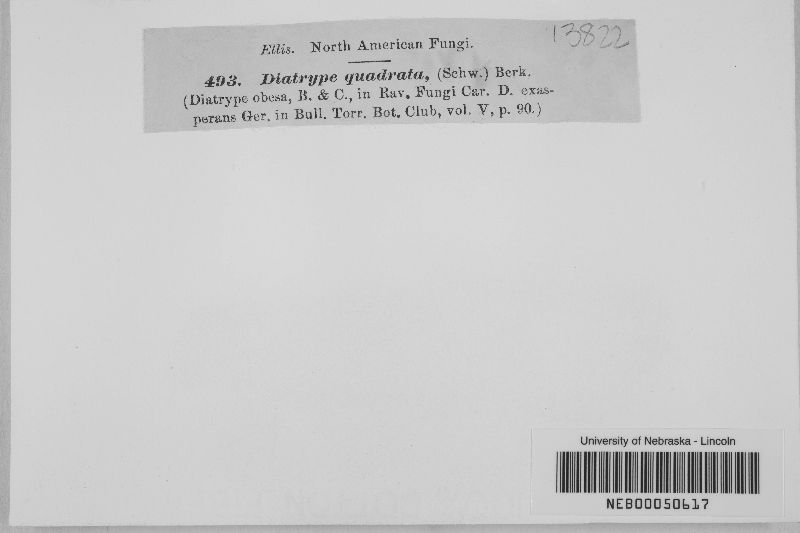 13822
Ellis. North American Fungi.
493. Diatrype quadrata, (Schw.) Berk.
(Diatrype obesa, B. & C., in Rav. Fungi Car. D. exas-
perans Ger. in Bull. Torr. Bot. Club, vol. V, p. 90.)
University of Nebraska - Lincoln
NEB00050617